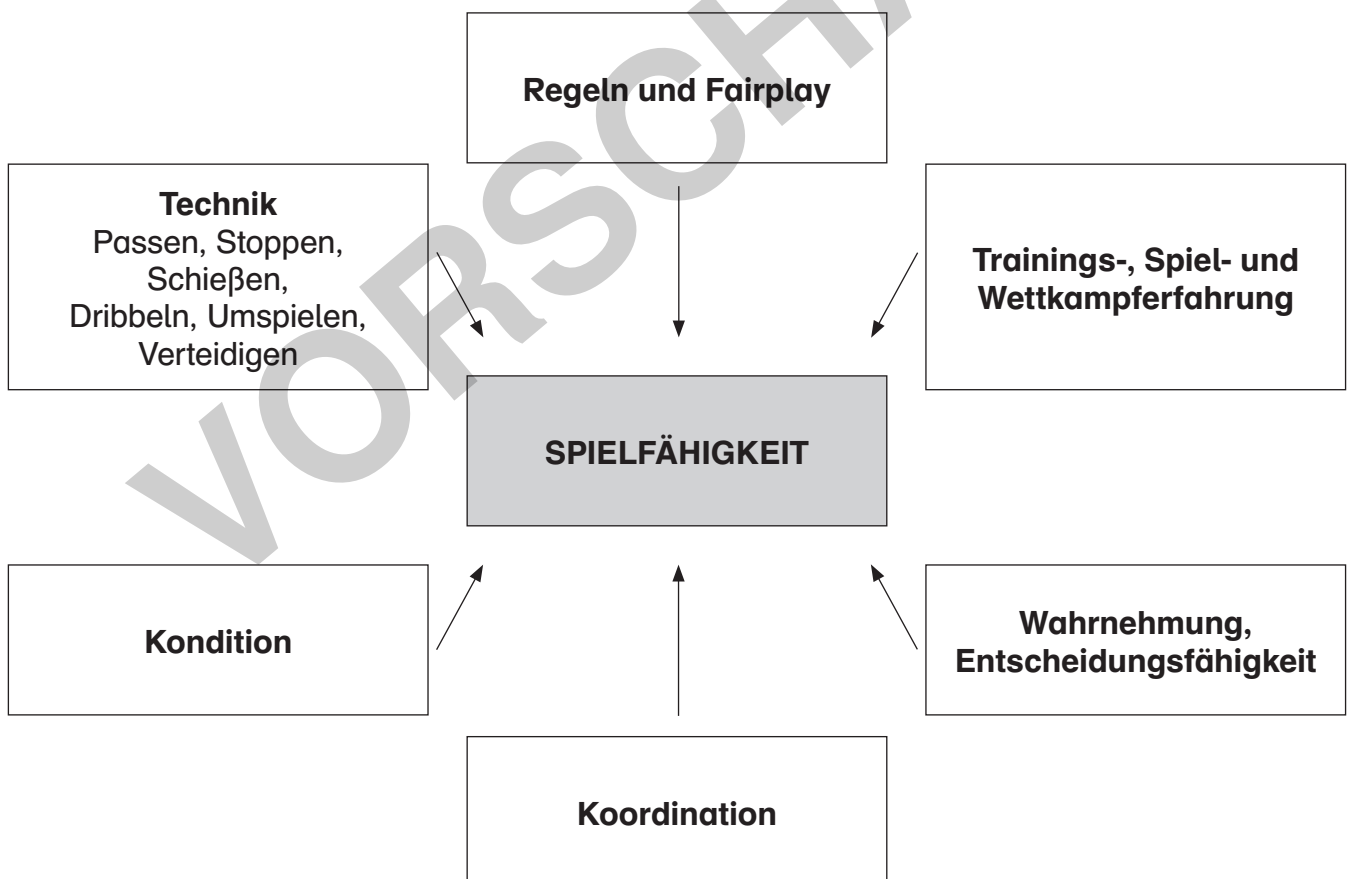 Regeln und Fairplay
Technik
Passen, Stoppen,
Schießen,
Dribbeln, Umspielen,
Verteidigen
Trainings-, Spiel- und
Wettkampferfahrung
SPIELFÄHIGKEIT
Kondition
Wahrnehmung,
Entscheidungsfähigkeit
Koordination
VORSCHA